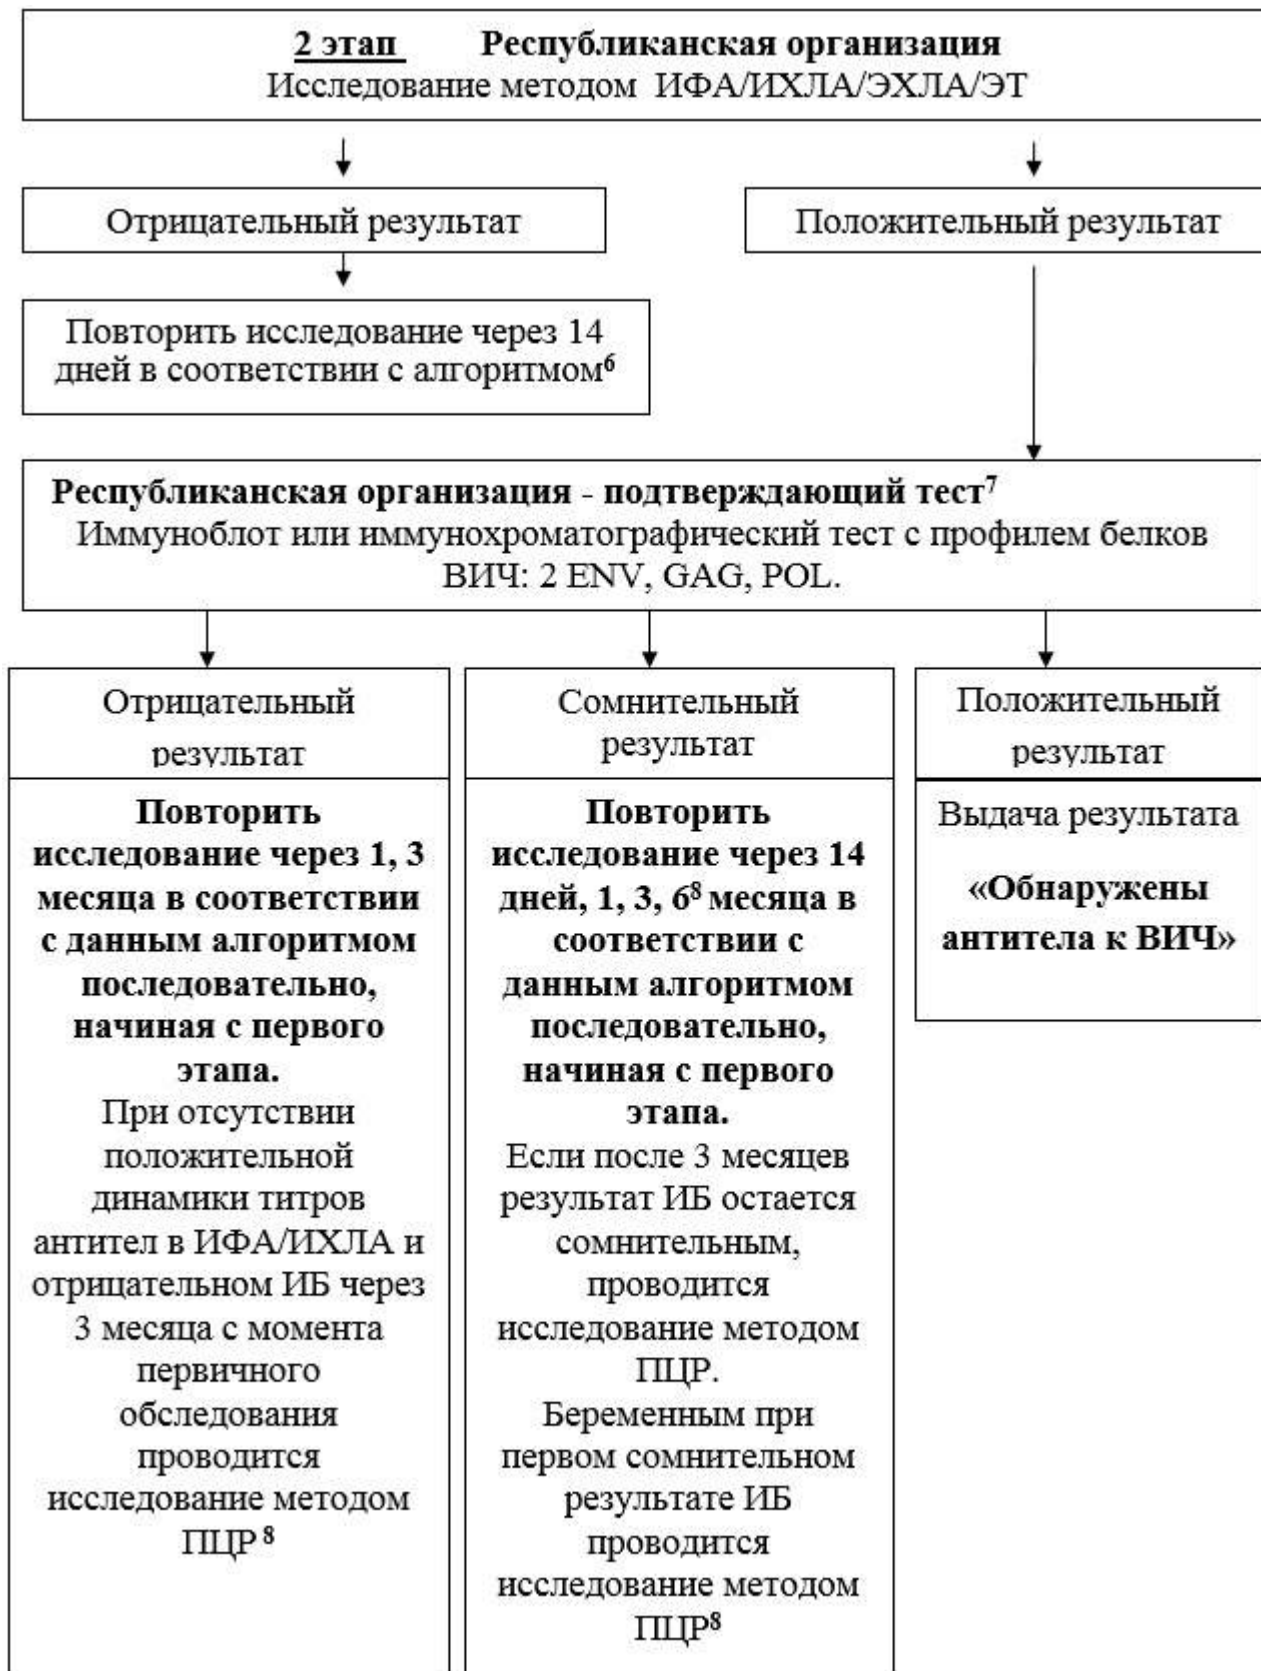 2 этап Республиканская организация
Исследование методом ИФА/ИХЛА/ЭХЛА/ЭТ
Отрицательный результат
Положительный результат
Повторить исследование через 14
дней в соответствии с алгоритмом⁶
Республиканская организация - подтверждающий тест⁷
Иммуноблот или иммунохроматографический тест с профилем белков
ВИЧ: 2 ENV, GAG, POL.
Отрицательный
результат
Повторить
исследование через 1, 3
месяца в соответствии
с данным алгоритмом
последовательно,
начиная с первого
этапа.
При отсутствии
положительной
динамики титров
антител в ИФА/ИХЛА и
отрицательном ИБ через
3 месяца с момента
первичного
обследования
проводится
исследование методом
ПЦР ⁸
Сомнительный
результат
Повторить
исследование через 14
дней, 1, 3, 6⁸ месяца в
соответствии с
данным алгоритмом
последовательно,
начиная с первого
этапа.
Если после 3 месяцев
результат ИБ остается
сомнительным,
проводится
исследование методом
ПЦР.
Беременным при
первом сомнительном
результате ИБ
проводится
исследование методом
ПЦР⁸
Положительный
результат
Выдача результата
«Обнаружены
антитела к ВИЧ»